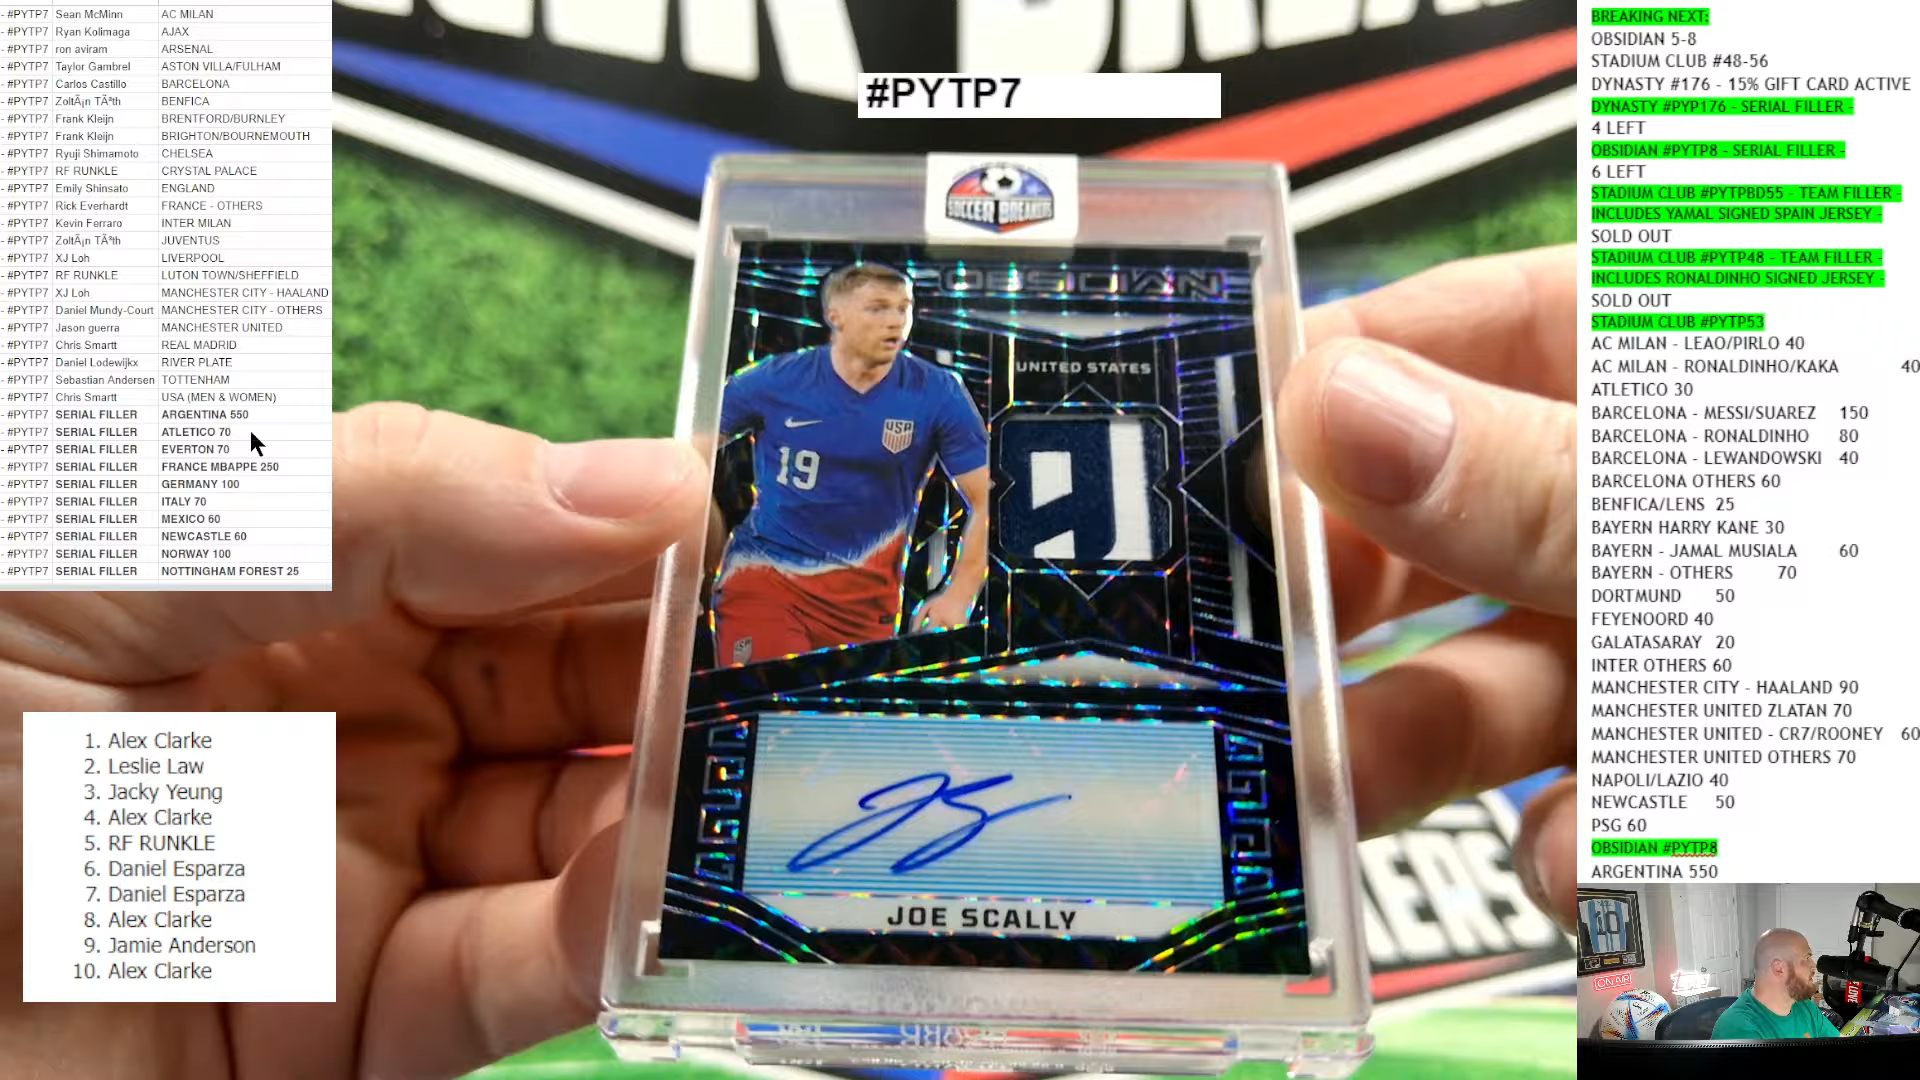 - #PYTP7 Sean McMinn AC MILAN
- #PYTP7 Ryan Kolimaga AJAX
- #PYTP7 ron aviram ARSENAL
- #PYTP7 Taylor Gambrel ASTON VILLA/FULHAM
- #PYTP7 Carlos Castillo BARCELONA
- #PYTP7 ZoltÃ¡n TÃ³th BENFICA
- #PYTP7 Frank Kleijn BRENTFORD/BURNLEY
- #PYTP7 Frank Kleijn BRIGHTON/BOURNEMOUTH
- #PYTP7 Ryuji Shimamoto CHELSEA
- #PYTP7 RF RUNKLE CRYSTAL PALACE
- #PYTP7 Emily Shinsato ENGLAND
- #PYTP7 Rick Everhardt FRANCE - OTHERS
- #PYTP7 Kevin Ferraro INTER MILAN
- #PYTP7 ZoltÃ¡n TÃ³th JUVENTUS
- #PYTP7 XJ Loh LIVERPOOL
- #PYTP7 RF RUNKLE LUTON TOWN/SHEFFIELD
- #PYTP7 XJ Loh MANCHESTER CITY - HAALAND
- #PYTP7 Daniel Mundy-Court MANCHESTER CITY - OTHERS
- #PYTP7 Jason guerra MANCHESTER UNITED
- #PYTP7 Chris Smartt REAL MADRID
- #PYTP7 Daniel Lodewijkx RIVER PLATE
- #PYTP7 Sebastian Andersen TOTTENHAM
- #PYTP7 Chris Smartt USA (MEN & WOMEN)
- #PYTP7 SERIAL FILLER ARGENTINA 550
- #PYTP7 SERIAL FILLER ATLETICO 70
- #PYTP7 SERIAL FILLER EVERTON 70
- #PYTP7 SERIAL FILLER FRANCE MBAPPE 250
- #PYTP7 SERIAL FILLER GERMANY 100
- #PYTP7 SERIAL FILLER ITALY 70
- #PYTP7 SERIAL FILLER MEXICO 60
- #PYTP7 SERIAL FILLER NEWCASTLE 60
- #PYTP7 SERIAL FILLER NORWAY 100
- #PYTP7 SERIAL FILLER NOTTINGHAM FOREST 25
1. Alex Clarke
2. Leslie Law
3. Jacky Yeung
4. Alex Clarke
5. RF RUNKLE
6. Daniel Esparza
7. Daniel Esparza
8. Alex Clarke
9. Jamie Anderson
10. Alex Clarke
#PYTP7
SOCCER BREAKERS
OBSIDIAN
UNITED STATES
USA
19
JOE SCALLY
BREAKING NEXT:
OBSIDIAN 5-8
STADIUM CLUB #48-56
DYNASTY #176 - 15% GIFT CARD ACTIVE
DYNASTY #PYP176 - SERIAL FILLER -
4 LEFT
OBSIDIAN #PYTP8 - SERIAL FILLER -
6 LEFT
STADIUM CLUB #PYTPBD55 - TEAM FILLER -
INCLUDES YAMAL SIGNED SPAIN JERSEY -
SOLD OUT
STADIUM CLUB #PYTP48 - TEAM FILLER -
INCLUDES RONALDINHO SIGNED JERSEY -
SOLD OUT
STADIUM CLUB #PYTP53
AC MILAN - LEAO/PIRLO 40
AC MILAN - RONALDINHO/KAKA 40
ATLETICO 30
BARCELONA - MESSI/SUAREZ 150
BARCELONA - RONALDINHO 80
BARCELONA - LEWANDOWSKI 40
BARCELONA OTHERS 60
BENFICA/LENS 25
BAYERN HARRY KANE 30
BAYERN - JAMAL MUSIALA 60
BAYERN - OTHERS 70
DORTMUND 50
FEYENOORD 40
GALATASARAY 20
INTER OTHERS 60
MANCHESTER CITY - HAALAND 90
MANCHESTER UNITED ZLATAN 70
MANCHESTER UNITED - CR7/ROONEY 60
MANCHESTER UNITED OTHERS 70
NAPOLI/LAZIO 40
NEWCASTLE 50
PSG 60
OBSIDIAN #PYTP8
ARGENTINA 550
10
ON AIR